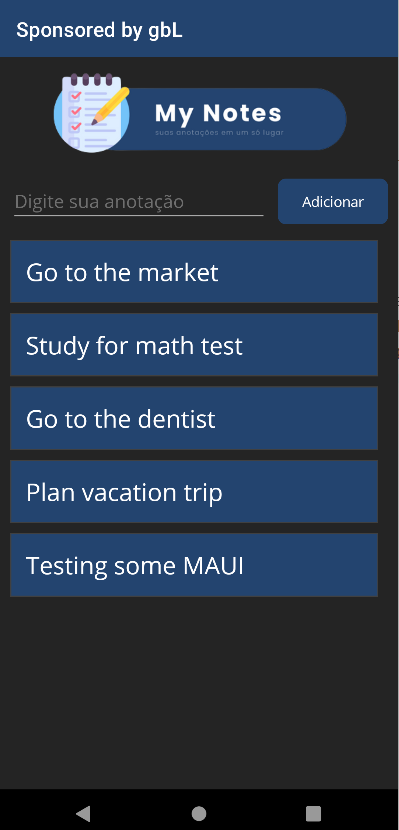 Sponsored by gbL
My Notes
suas anotações em um só lugar
Digite sua anotação
Adicionar
Go to the market
Study for math test
Go to the dentist
Plan vacation trip
Testing some MAUI